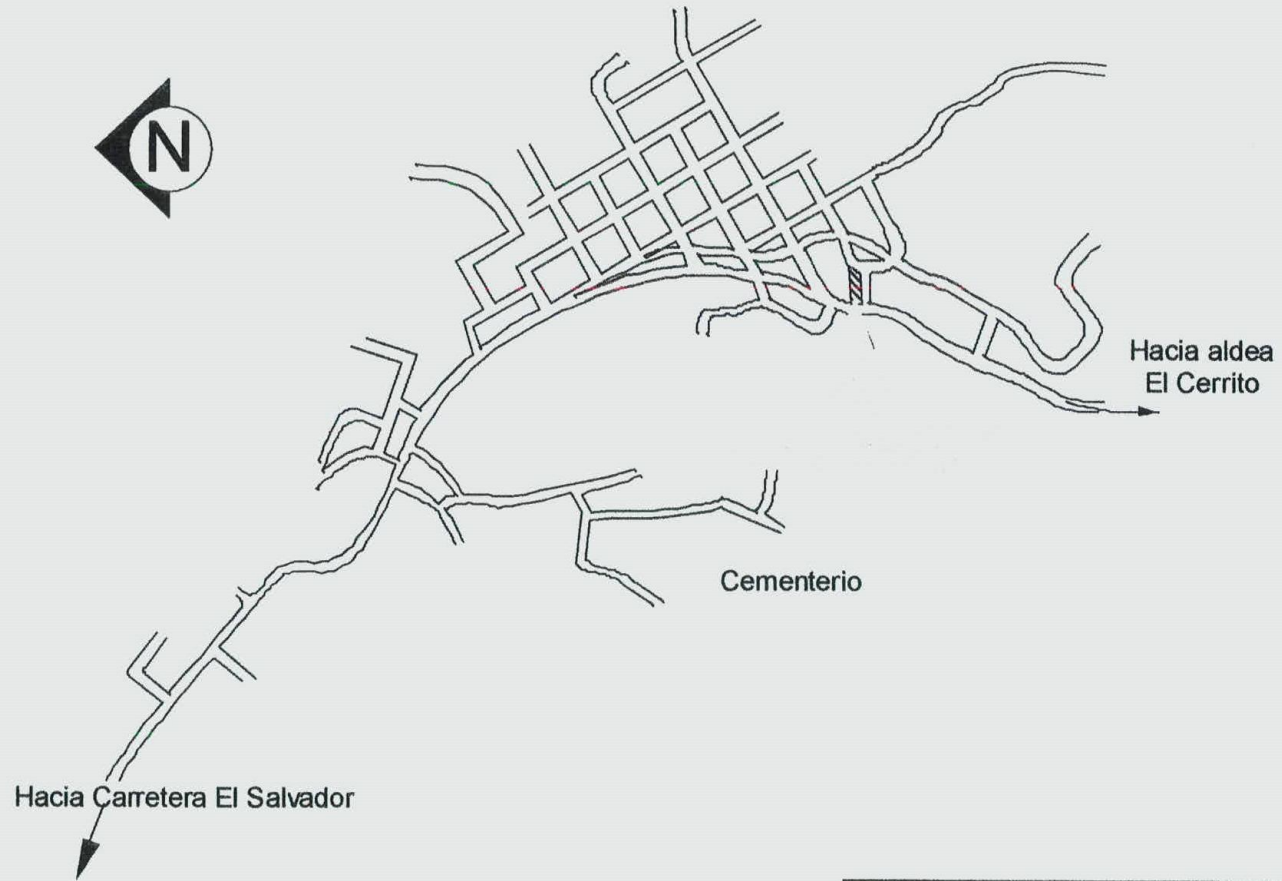 N
Hacia aldea
El Cerrito
Cementerio
Hacia Carretera El Salvador